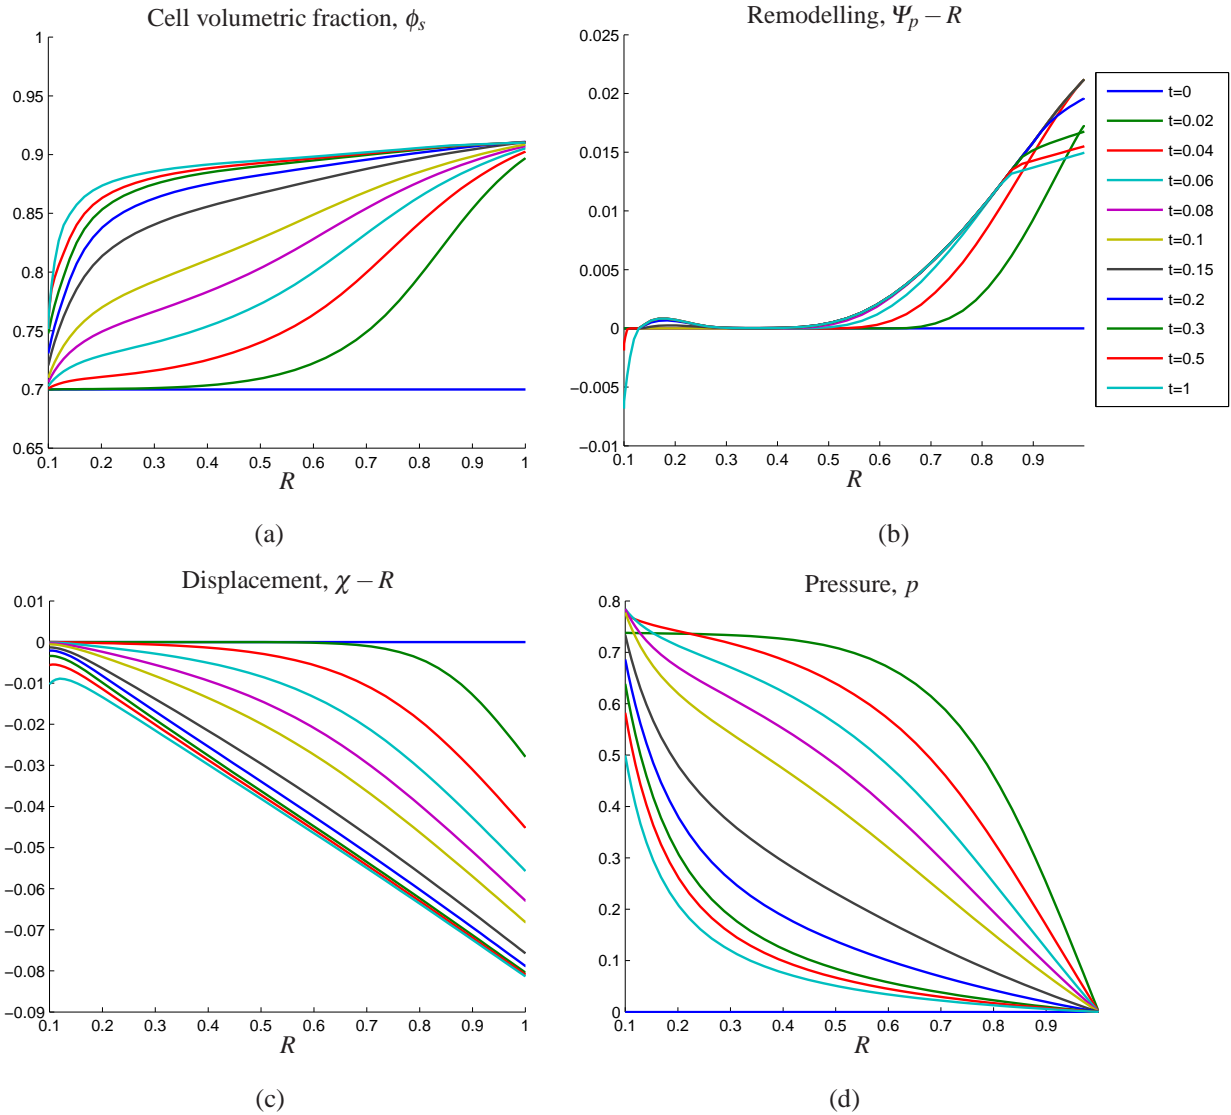 Cell volumetric fraction, ϕs
1
0.95
0.9
0.85
0.8
0.75
0.7
0.65
0.1 0.2 0.3 0.4 0.5 0.6 0.7 0.8 0.9 1
R
(a)
Remodelling, Ψp − R
0.025
0.02
0.015
0.01
0.005
0
−0.005
−0.01
0.1 0.2 0.3 0.4 0.5 0.6 0.7 0.8 0.9
R
(b)
t=0
t=0.02
t=0.04
t=0.06
t=0.08
t=0.1
t=0.15
t=0.2
t=0.3
t=0.5
t=1
Displacement, χ − R
0.01
0
−0.01
−0.02
−0.03
−0.04
−0.05
−0.06
−0.07
−0.08
−0.09
0.1 0.2 0.3 0.4 0.5 0.6 0.7 0.8 0.9 1
R
(c)
Pressure, p
0.8
0.7
0.6
0.5
0.4
0.3
0.2
0.1
0
0.1 0.2 0.3 0.4 0.5 0.6 0.7 0.8 0.9
R
(d)